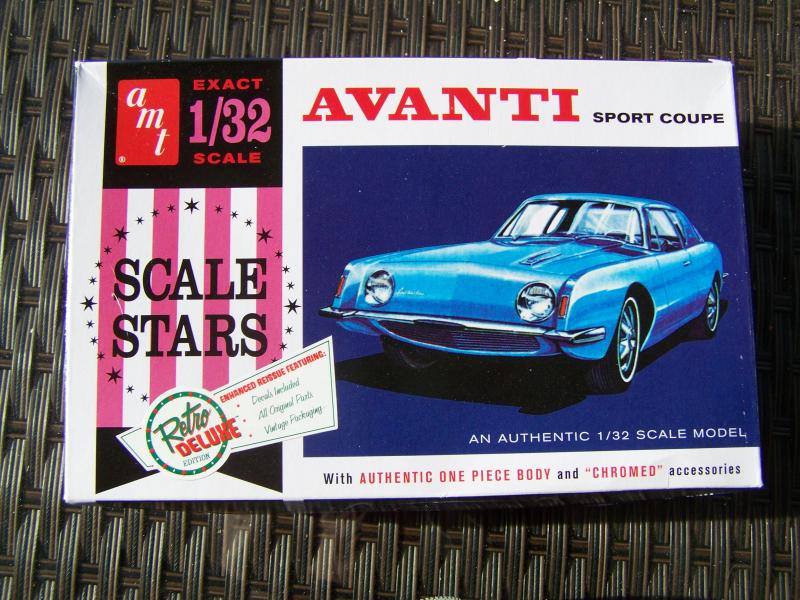 amt
®
EXACT
1/32
SCALE
AVANTI SPORT COUPE
SCALE
STARS
ENHANCED REISSUE FEATURING:
• Decals Included
• All Original Parts
• Vintage Packaging
Retro
DELUXE
EDITION
AN AUTHENTIC 1/32 SCALE MODEL
With AUTHENTIC ONE PIECE BODY and "CHROMED" accessories